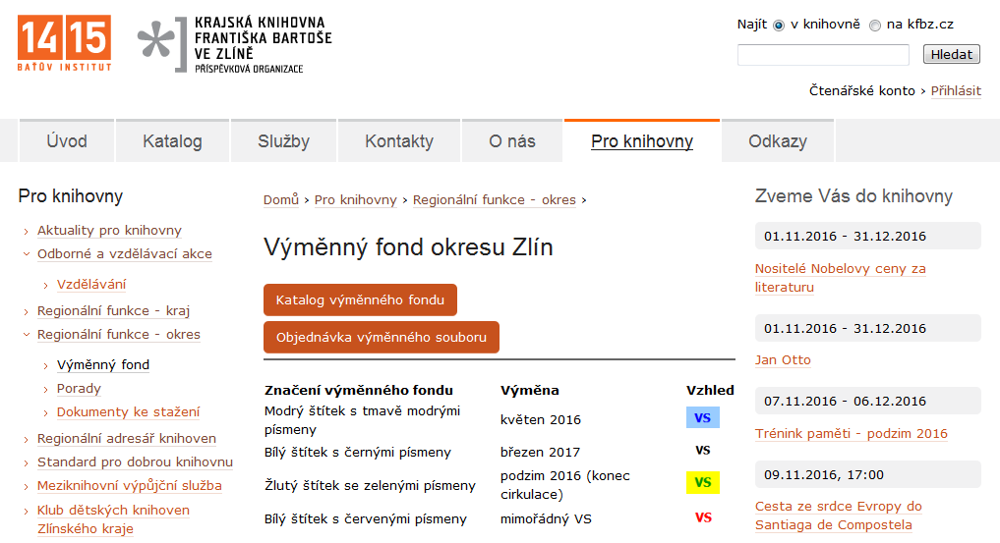 14 15
BAŤŮV INSTITUT
KRAJSKÁ KNIHOVNA
FRANTIŠKA BARTOŠE
VE ZLÍNĚ
PŘÍSPĚVKOVÁ ORGANIZACE
Najít v knihovně na kfbz.cz
Hledat
Čtenářské konto › Přihlásit
Úvod Katalog Služby Kontakty O nás Pro knihovny Odkazy
Pro knihovny
Aktuality pro knihovny
Odborné a vzdělávací akce
Vzdělávání
Regionální funkce - kraj
Regionální funkce - okres
Výměnný fond
Porady
Dokumenty ke stažení
Regionální adresář knihoven
Standard pro dobrou knihovnu
Meziknihovní výpůjční služba
Klub dětských knihoven
Zlínského kraje
Domů › Pro knihovny › Regionální funkce - okres ›
Výměnný fond okresu Zlín
Katalog výměnného fondu
Objednávka výměnného souboru
Značení výměnného fondu Výměna Vzhled
Modrý štítek s tmavě modrými
písmeny
květen 2016 VS
Bílý štítek s černými písmeny březen 2017 VS
Žlutý štítek se zelenými písmeny podzim 2016 (konec
cirkulace) VS
Bílý štítek s červenými písmeny mimořádný VS VS
Zveme Vás do knihovny
01.11.2016 - 31.12.2016
Nositelé Nobelovy ceny za
literaturu
01.11.2016 - 31.12.2016
Jan Otto
07.11.2016 - 06.12.2016
Trénink paměti - podzim 2016
09.11.2016, 17:00
Cesta ze srdce Evropy do
Santiaga de Compostela